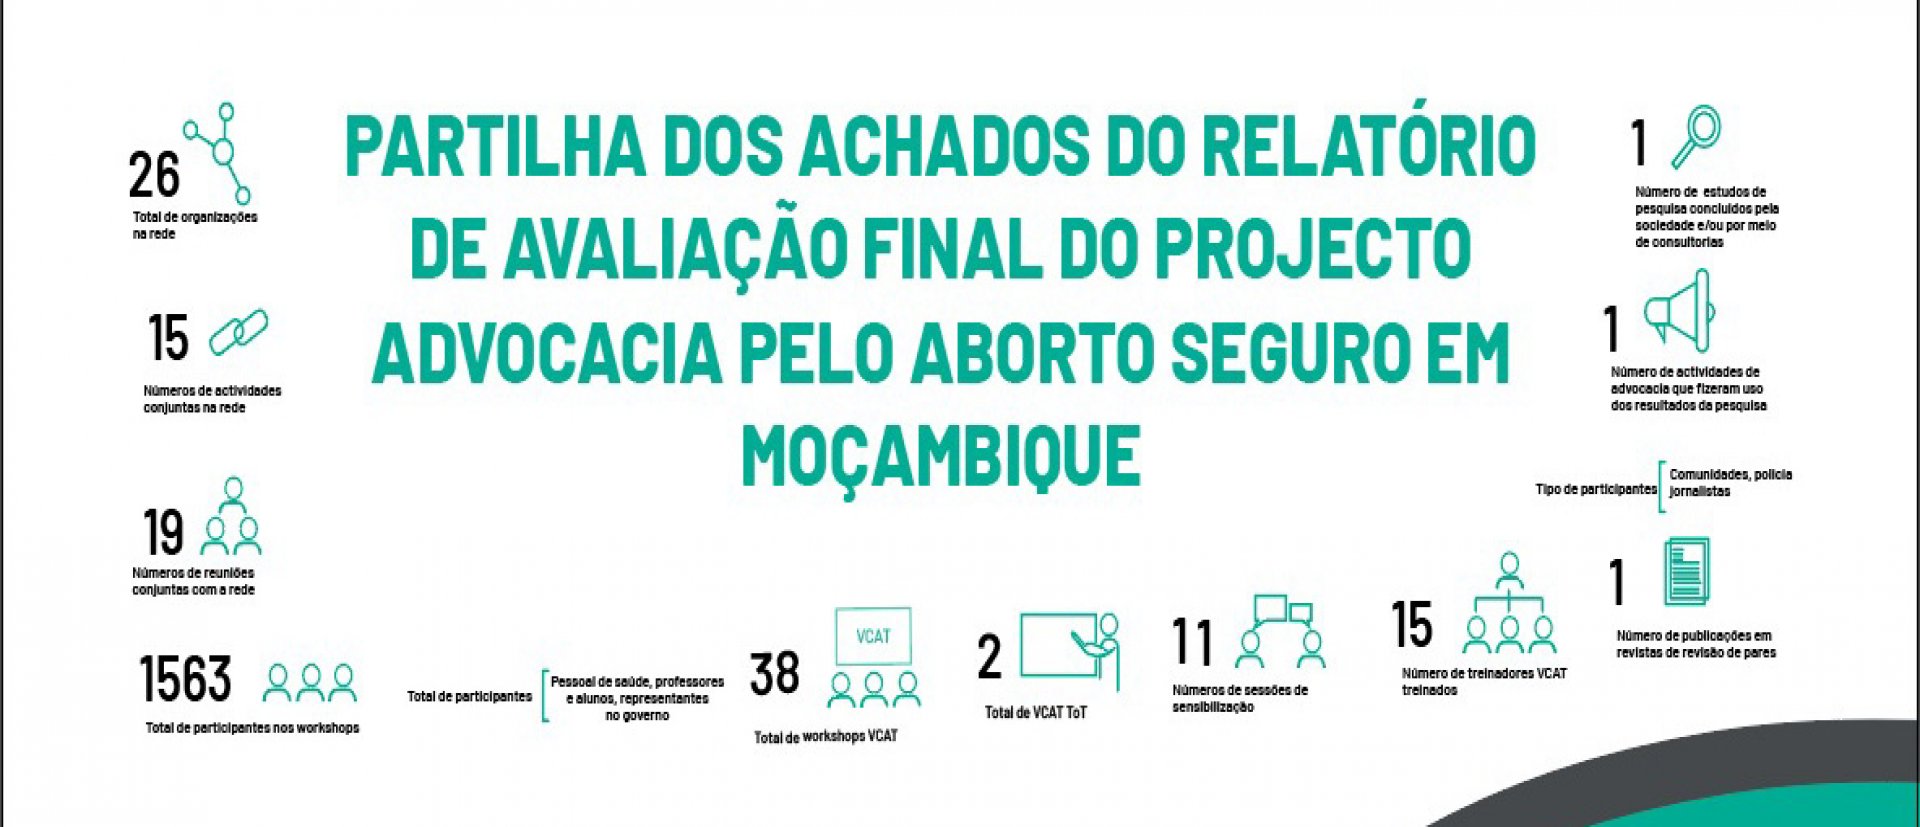 PARTILHA DOS ACHADOS DO RELATÓRIO
DE AVALIAÇÃO FINAL DO PROJECTO
ADVOCACIA PELO ABORTO SEGURO EM
MOÇAMBIQUE
26
Total de organizações
na rede
15
Números de actividades
conjuntas na rede
19
Números de reuniões
conjuntas com a rede
1563
Total de participantes nos workshops
Total de participantes
Pessoal de saúde, professores
e alunos, representantes
no governo
VCAT
38
Total de workshops VCAT
2
Total de VCAT ToT
11
Números de sessões de
sensibilização
15
Número de treinadores VCAT
treinados
1
Número de estudos de
pesquisa concluídos pela
sociedade e/ou por meio
de consultorias
1
Número de actividades de
advocacia que fizeram uso
dos resultados da pesquisa
Tipo de participantes
Comunidades, policia
jornalistas
1
Número de publicações em
revistas de revisão de pares